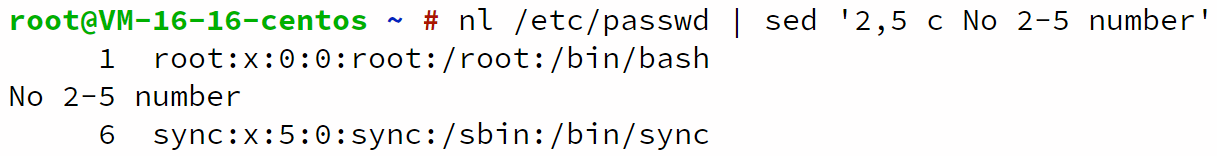 root@VM-16-16-centos ~ # nl /etc/passwd | sed '2,5 c No 2-5 number'
     1  root:x:0:0:root:/root:/bin/bash
No 2-5 number
     6  sync:x:5:0:sync:/sbin:/bin/sync